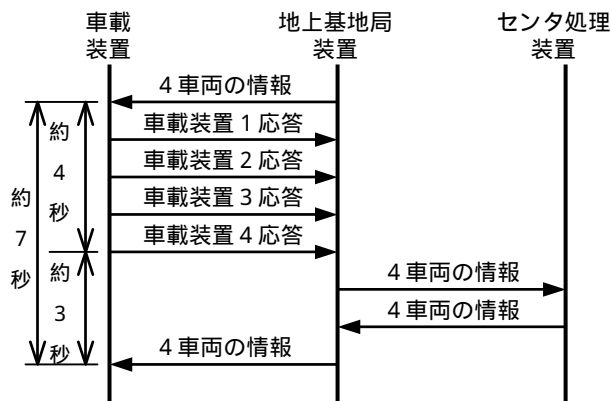 車載
装置
地上基地局
装置
センタ処理
装置
4車両の情報
車載装置1応答
車載装置2応答
車載装置3応答
車載装置4応答
4車両の情報
4車両の情報
4車両の情報
約4秒
約3秒
約7秒